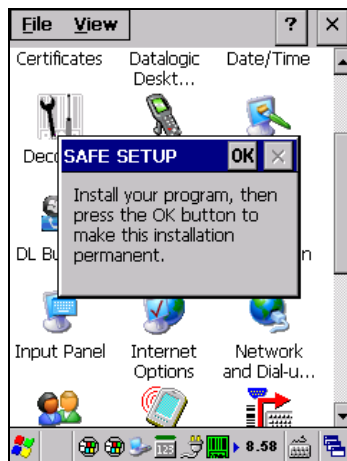 File View ? ×
Certificates Datalogic Date/Time
Deskt...
SAFE SETUP OK ×
Install your program, then
press the OK button to
make this installation
permanent.
DL Bu
n
Input Panel Internet Network
Options and Dial-u...
123 8.58